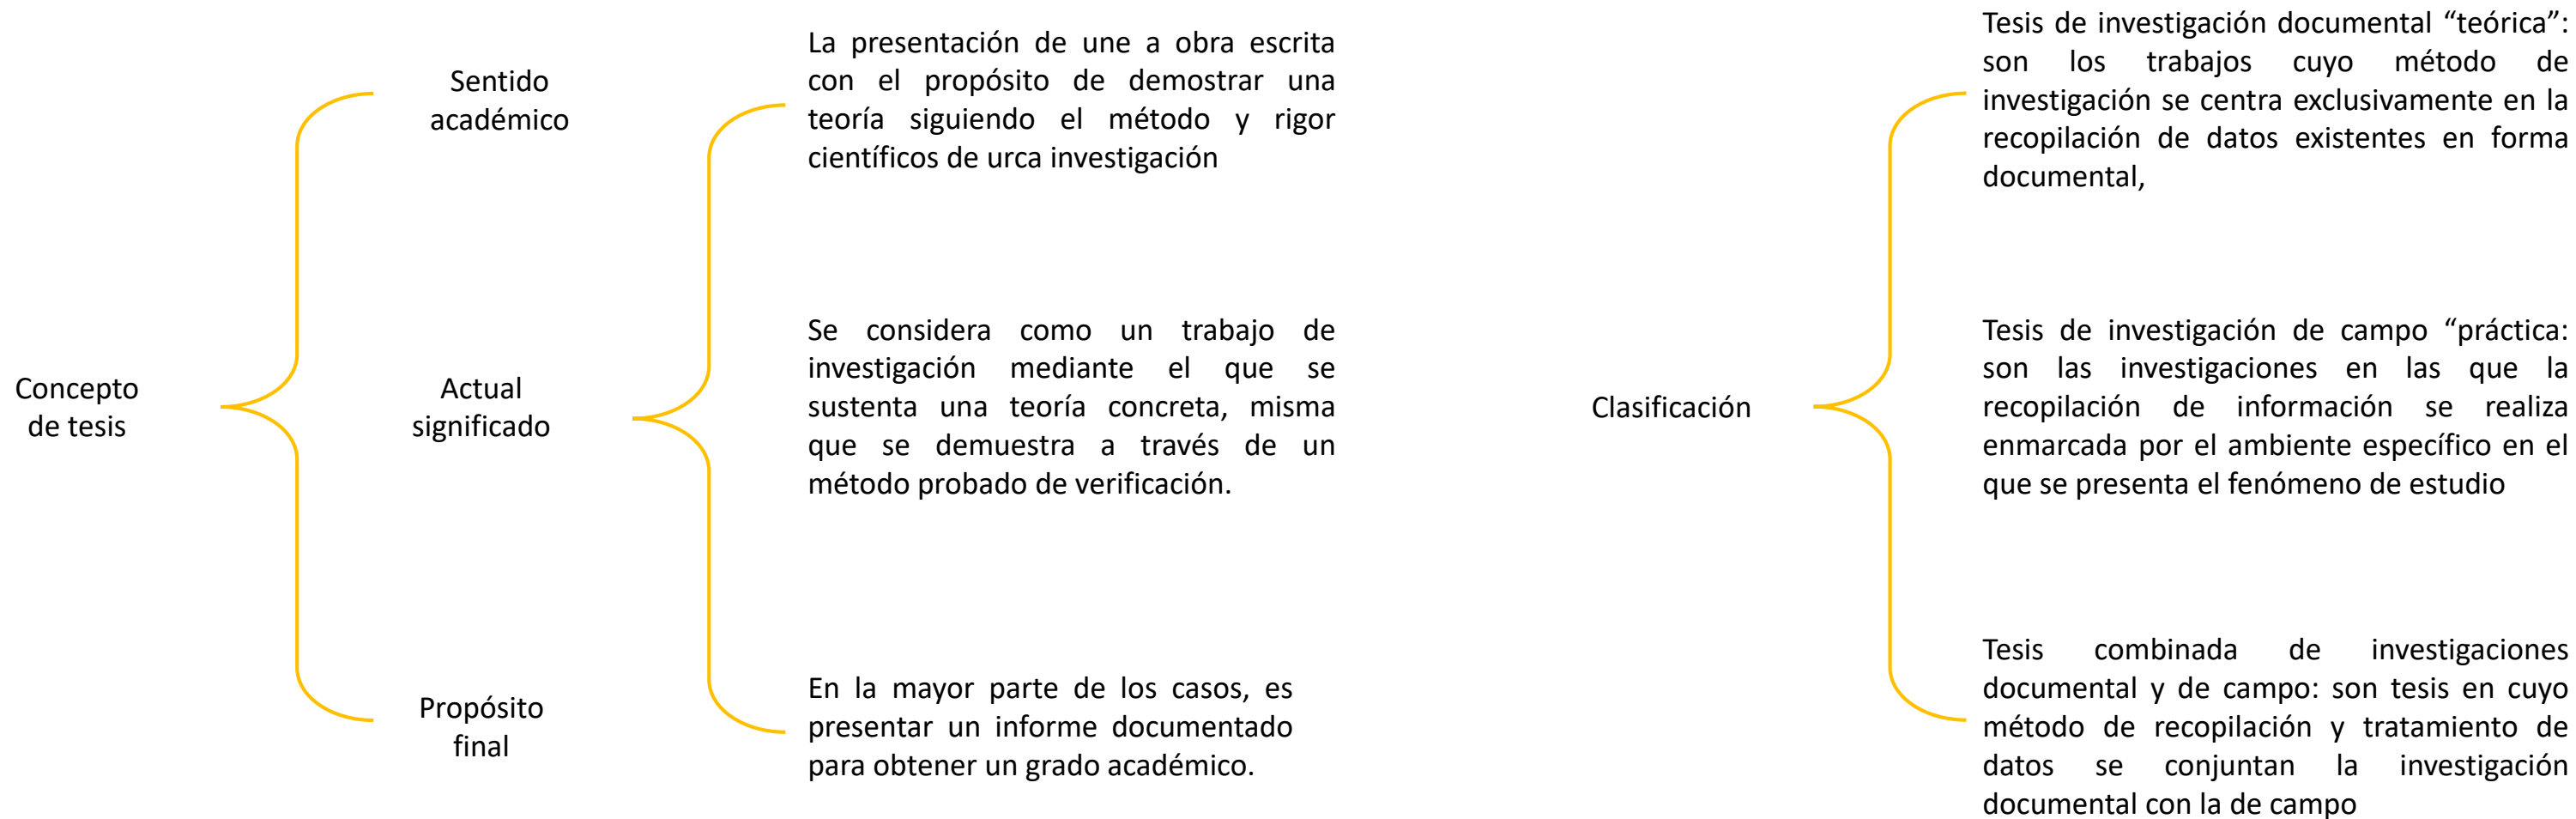 Concepto
de tesis
Sentido
académico
Actual
significado
Propósito
final
La presentación de une a obra escrita
con el propósito de demostrar una
teoría siguiendo el método y rigor
científicos de urca investigación
Se considera como un trabajo de
investigación mediante el que se
sustenta una teoría concreta, misma
que se demuestra a través de un
método probado de verificación.
En la mayor parte de los casos, es
presentar un informe documentado
para obtener un grado académico.
Clasificación
Tesis de investigación documental “teórica”:
son los trabajos cuyo método de
investigación se centra exclusivamente en la
recopilación de datos existentes en forma
documental,
Tesis de investigación de campo “práctica:
son las investigaciones en las que la
recopilación de información se realiza
enmarcada por el ambiente específico en el
que se presenta el fenómeno de estudio
Tesis combinada de investigaciones
documental y de campo: son tesis en cuyo
método de recopilación y tratamiento de
datos se conjuntan la investigación
documental con la de campo